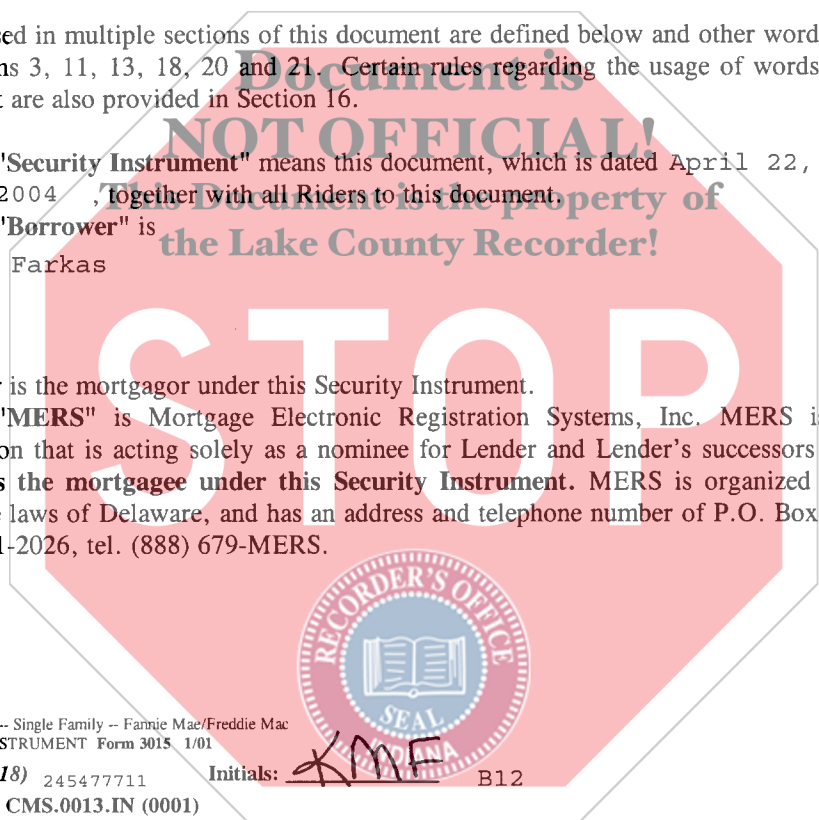 sed in multiple sections of this document are defined below and other word
ns 3, 11, 13, 18, 20 and 21. Certain rules regarding the usage of words
t are also provided in Section 16.
Document is
NOT OFFICIAL!
This Document is the property of
the Lake County Recorder!
"Security Instrument" means this document, which is dated April 22,
2004 , together with all Riders to this document.
"Borrower" is
Farkas
STOP
r is the mortgagor under this Security Instrument.
"MERS" is Mortgage Electronic Registration Systems, Inc. MERS is
on that is acting solely as a nominee for Lender and Lender's successors
s the mortgagee under this Security Instrument. MERS is organized
e laws of Delaware, and has an address and telephone number of P.O. Box
1-2026, tel. (888) 679-MERS.
RECORDER'S OFFICE
SEAL
INDIANA
-- Single Family -- Fannie Mae/Freddie Mac
STRUMENT Form 3015 1/01
18) 245477711 Initials: KMF B12
CMS.0013.IN (0001)